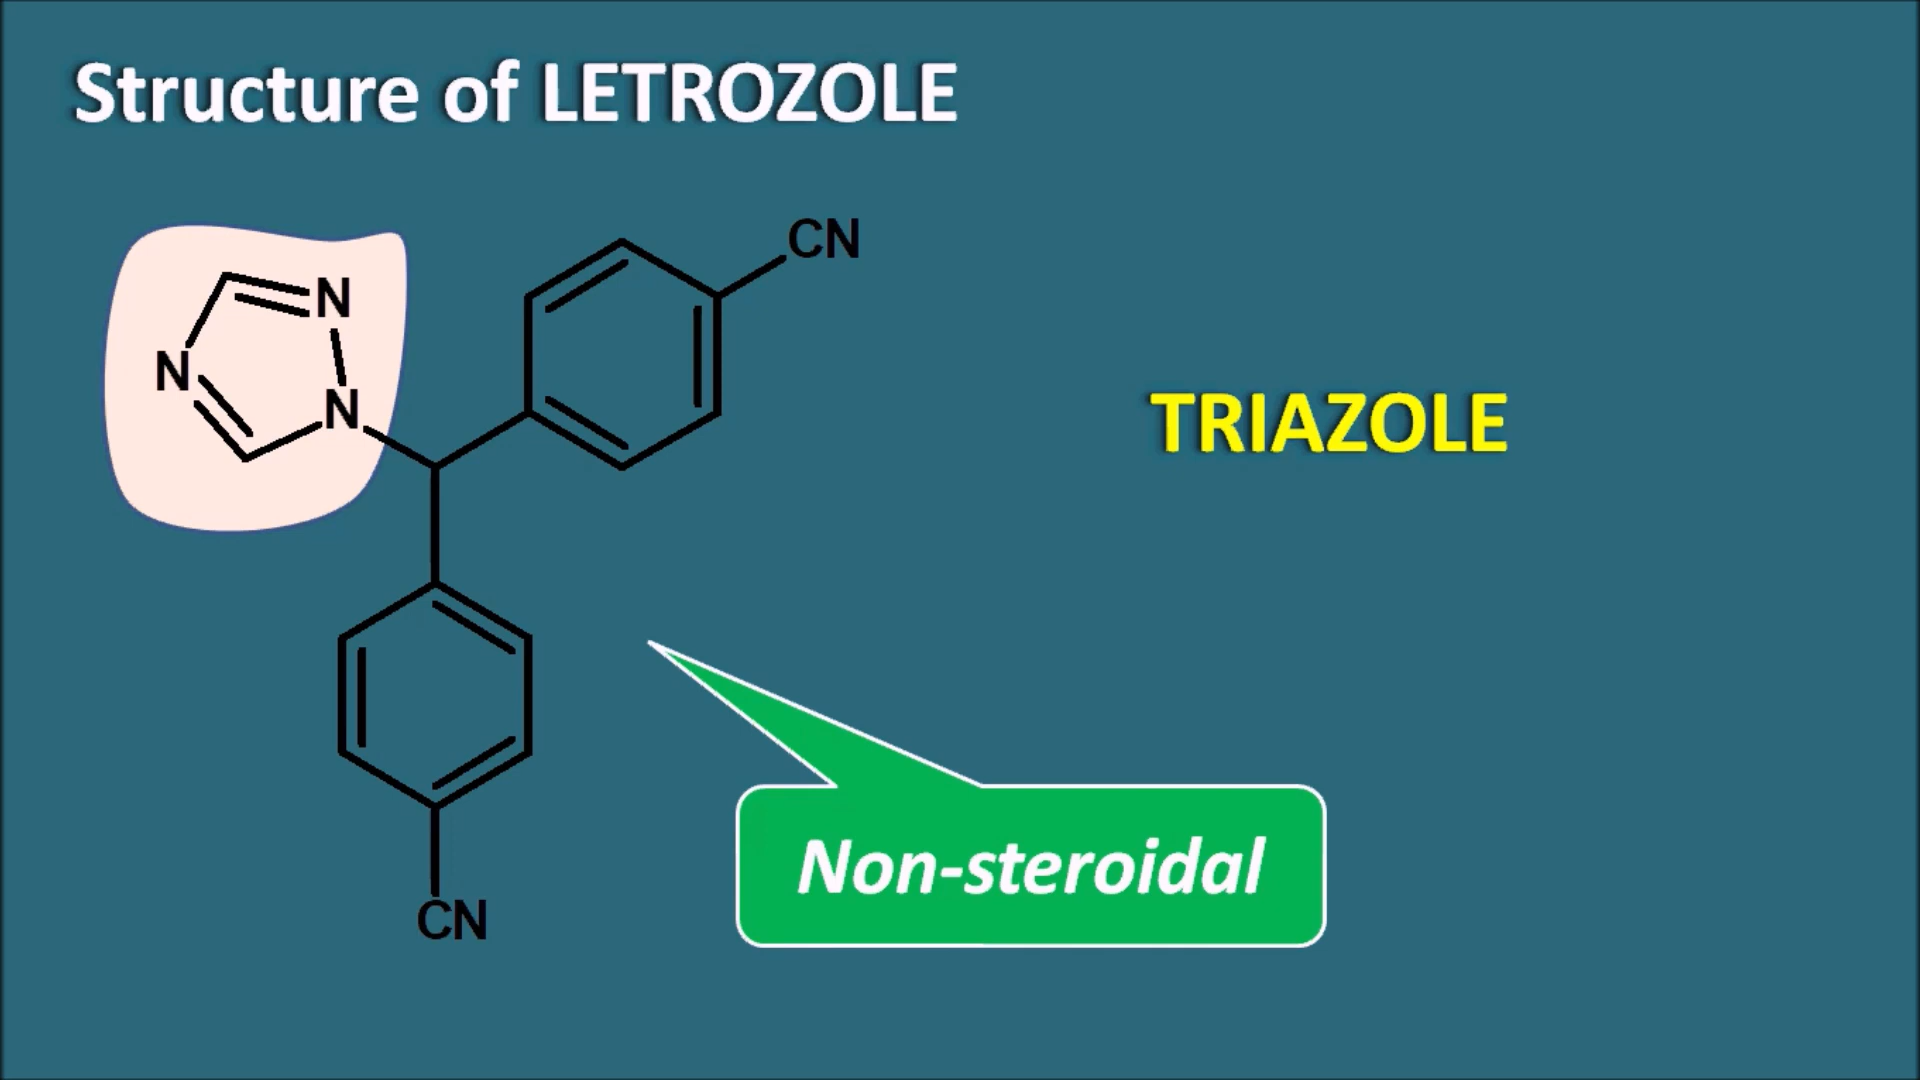 Structure of LETROZOLE
CN
N
N
N
TRIAZOLE
Non-steroidal
CN